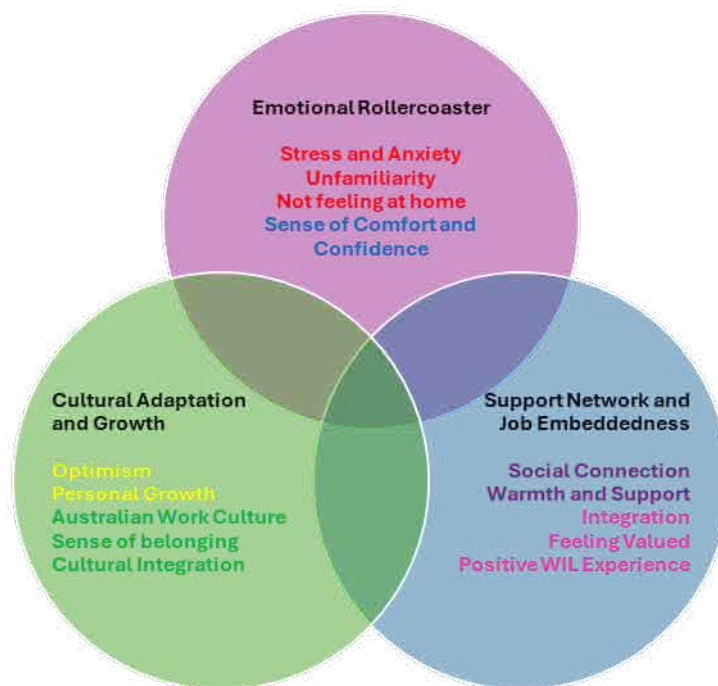 Emotional Rollercoaster
Stress and Anxiety
Unfamiliarity
Not feeling at home
Sense of Comfort and
Confidence
Cultural Adaptation
and Growth
Optimism
Personal Growth
Australian Work Culture
Sense of belonging
Cultural Integration
Support Network and
Job Embeddedness
Social Connection
Warmth and Support
Integration
Feeling Valued
Positive WIL Experience